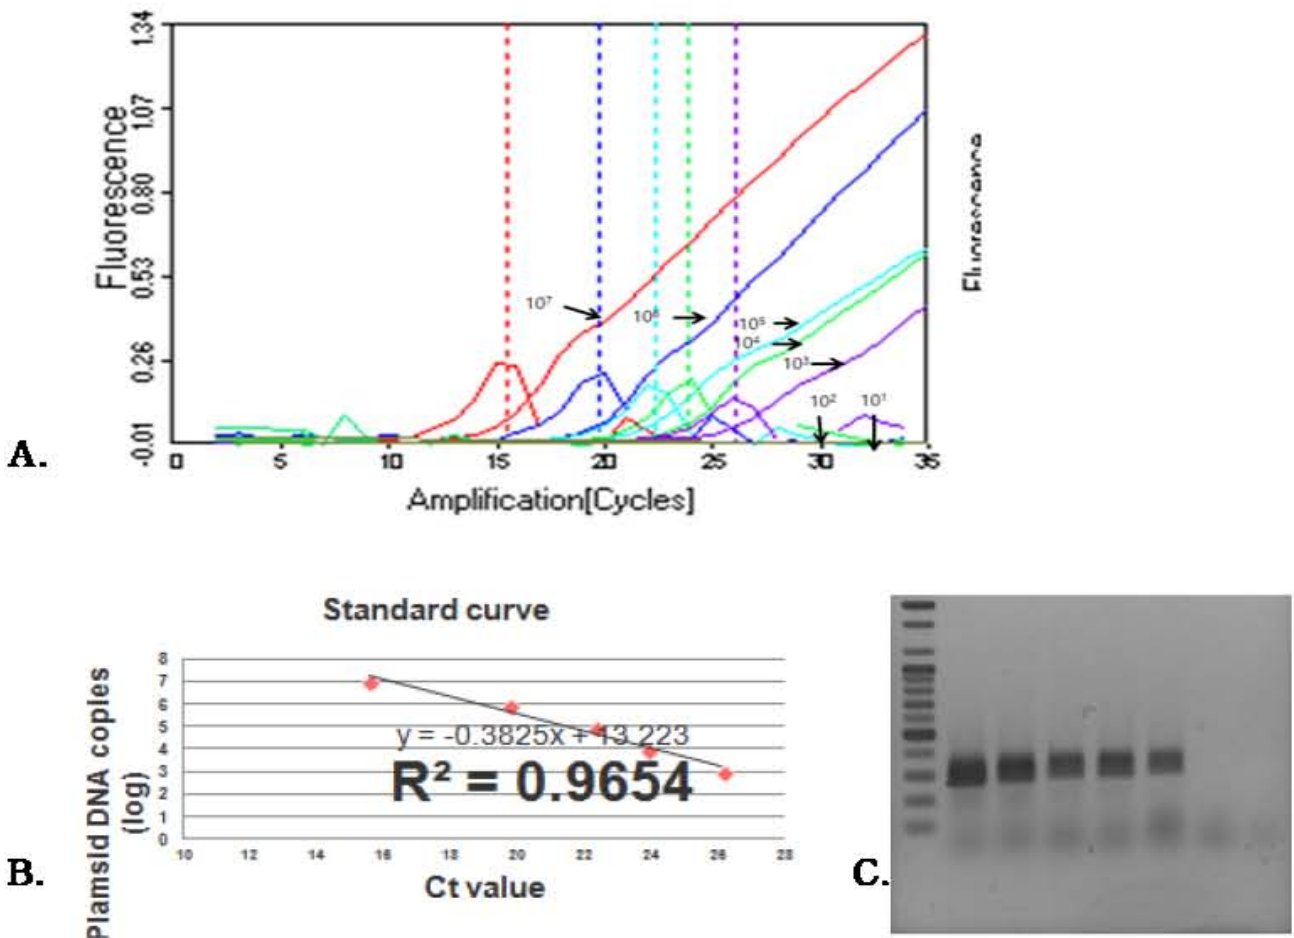 1.34
1.07
0.80
0.53
0.26
-0.01
Fluorescence
10⁷
10⁶
10⁵
10⁴
10³
10²
10¹
0 5 10 15 20 25 30 35
Amplification[Cycles]
Fluorescence
A.
Standard curve
8
7
6
5
4
3
2
1
0
y = -0.3825x + 13.223
R² = 0.9654
10 12 14 16 18 20 22 24 26 28
Ct value
Plamsld DNA copies
(log)
B.
C.